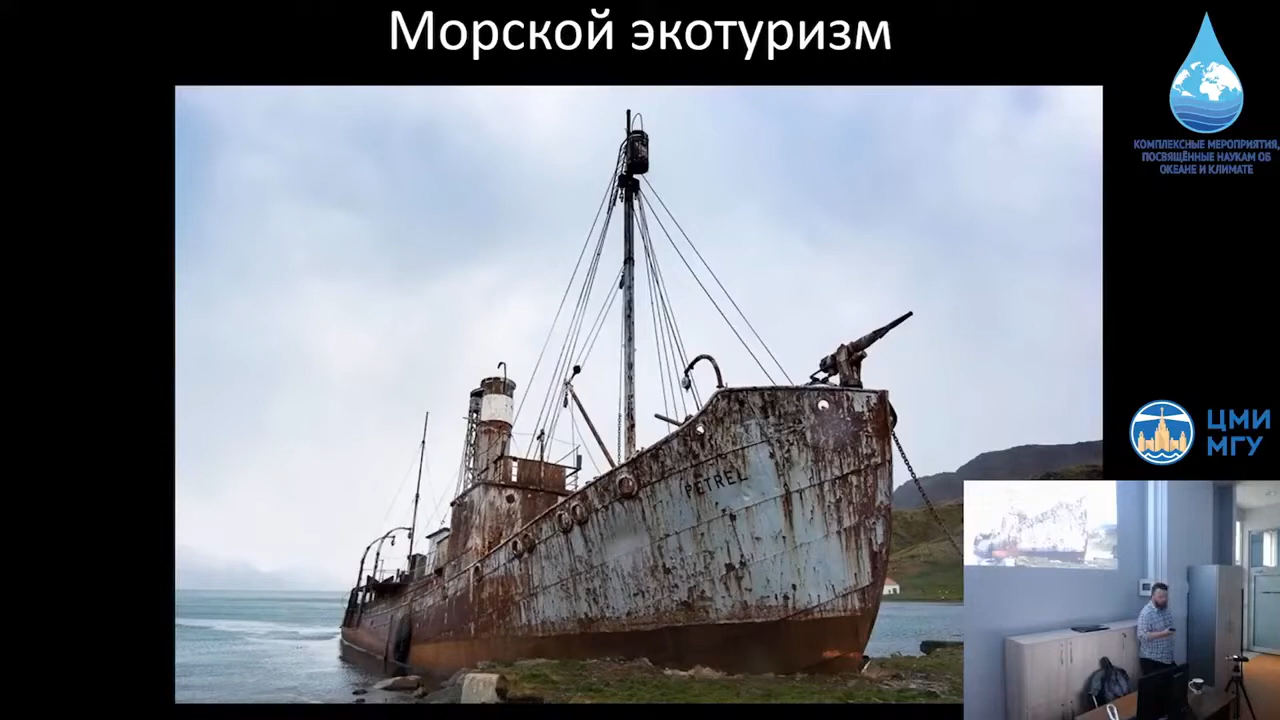 Морской экотуризм
КОМПЛЕКСНЫЕ МЕРОПРИЯТИЯ,
ПОСВЯЩЁННЫЕ НАУКАМ ОБ
ОКЕАНЕ И КЛИМАТЕ
PETREL
ЦМИ
МГУ